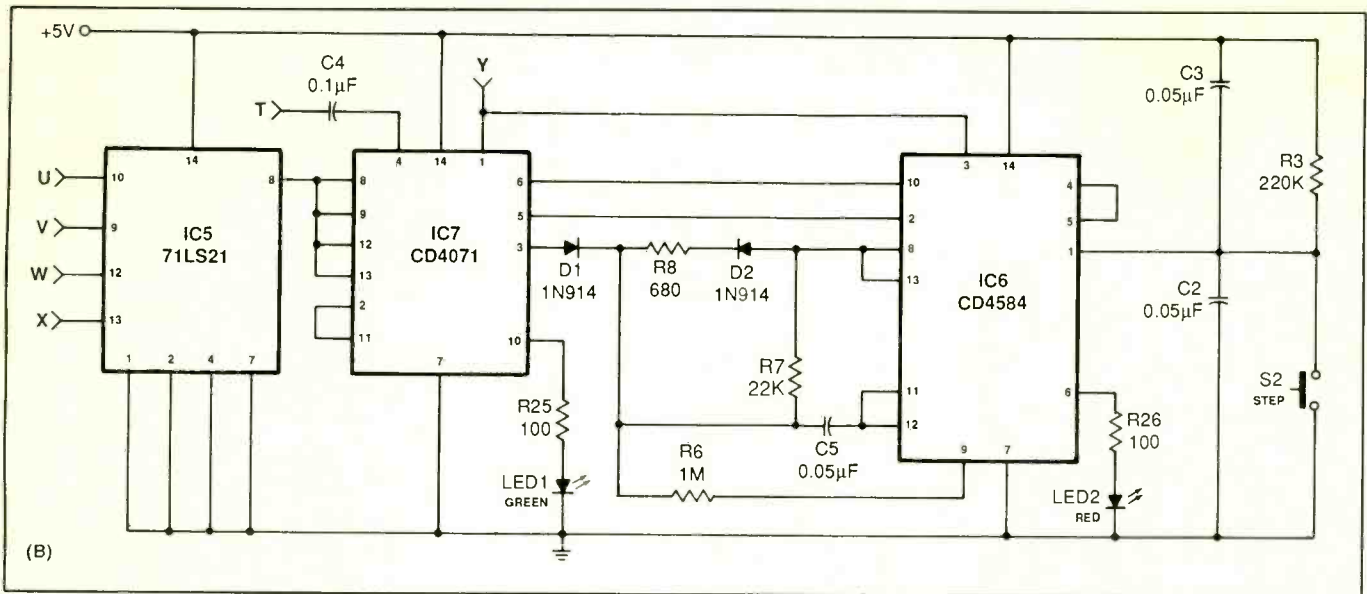 +5V
C4
0.1µF
T
Y
C3
0.05µF
R3
220K
14
4 14 1
3 14
U 10
V 9
W 12
X 13
8
IC5
71LS21
1 2 4 7
8
9
12
13
2
11
IC7
CD4071
6
5
3
10
7
D1
1N914
R8
680
D2
1N914
R7
22K
C5
0.05µF
R6
1M
R25
100
LED1
GREEN
10
2
8
13
11
12
IC6
CD4584
4
5
1
6
9 7
C2
0.05µF
R26
100
LED2
RED
S2
STEP
(B)